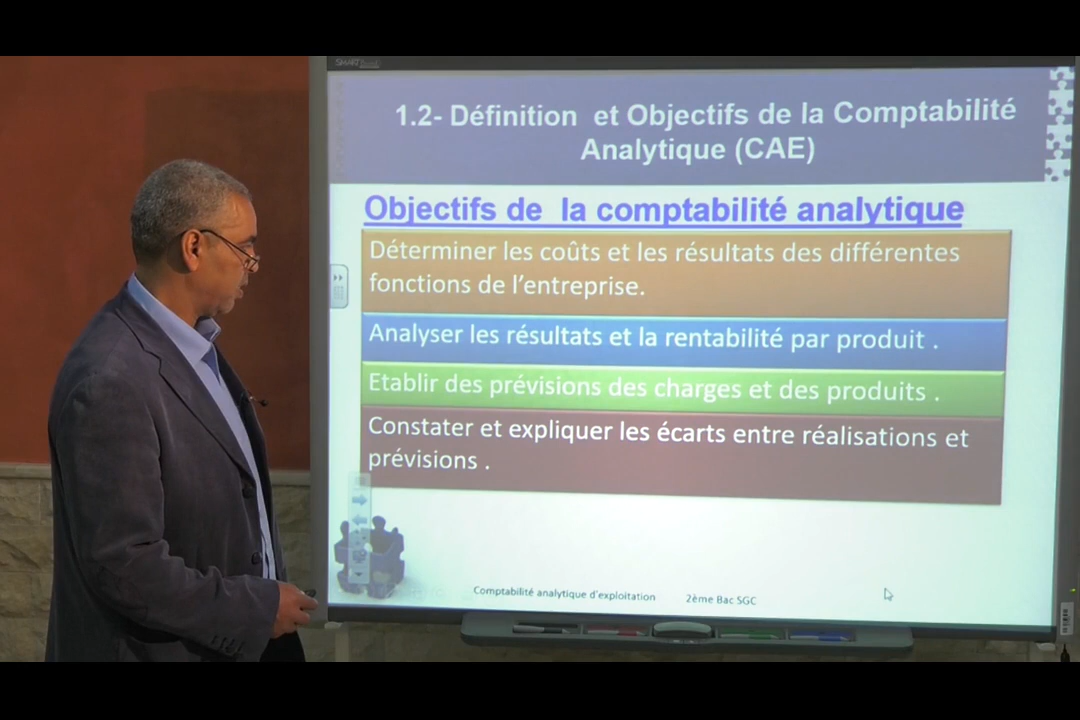 SMART Board
1.2- Définition et Objectifs de la Comptabilité
Analytique (CAE)
Objectifs de la comptabilité analytique
Déterminer les coûts et les résultats des différentes
fonctions de l'entreprise.
Analyser les résultats et la rentabilité par produit .
Etablir des prévisions des charges et des produits .
Constater et expliquer les écarts entre réalisations et
prévisions .
Comptabilité analytique d'exploitation 2ème Bac SGC